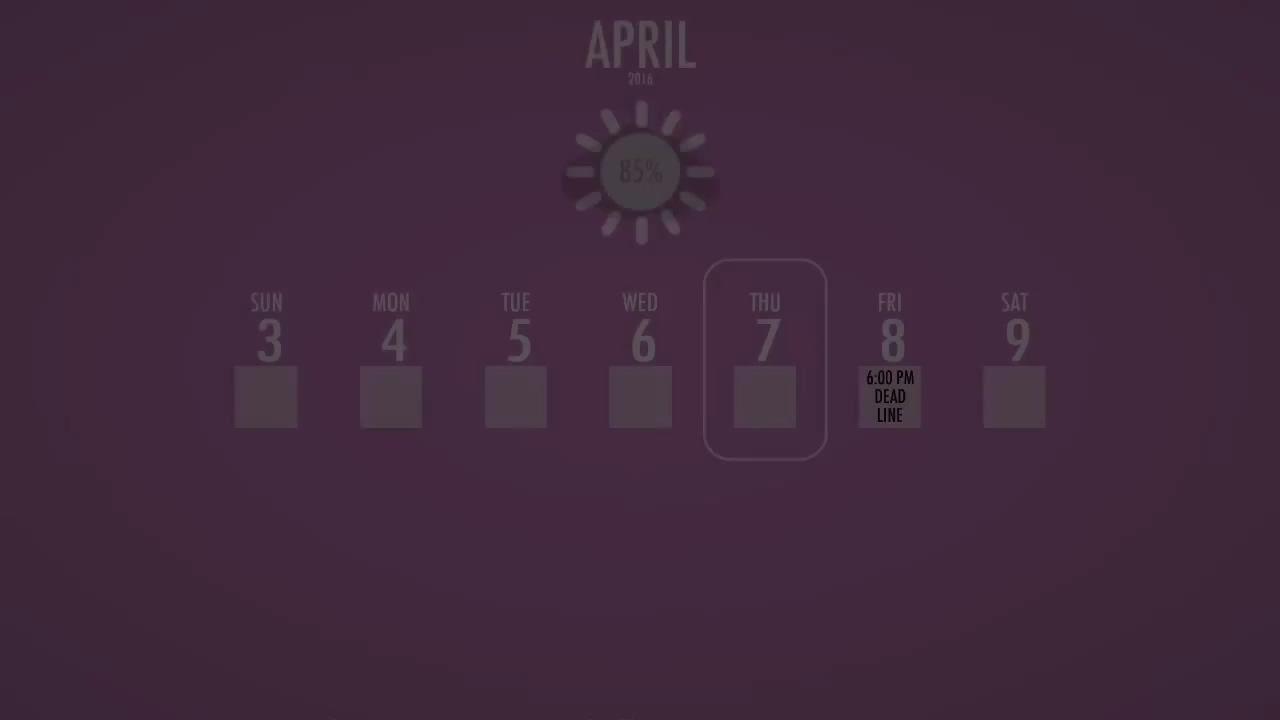 APRIL
2016
85%
SUN MON TUE WED THU FRI SAT
3 4 5 6 7 8 9
6:00 PM
DEAD
LINE